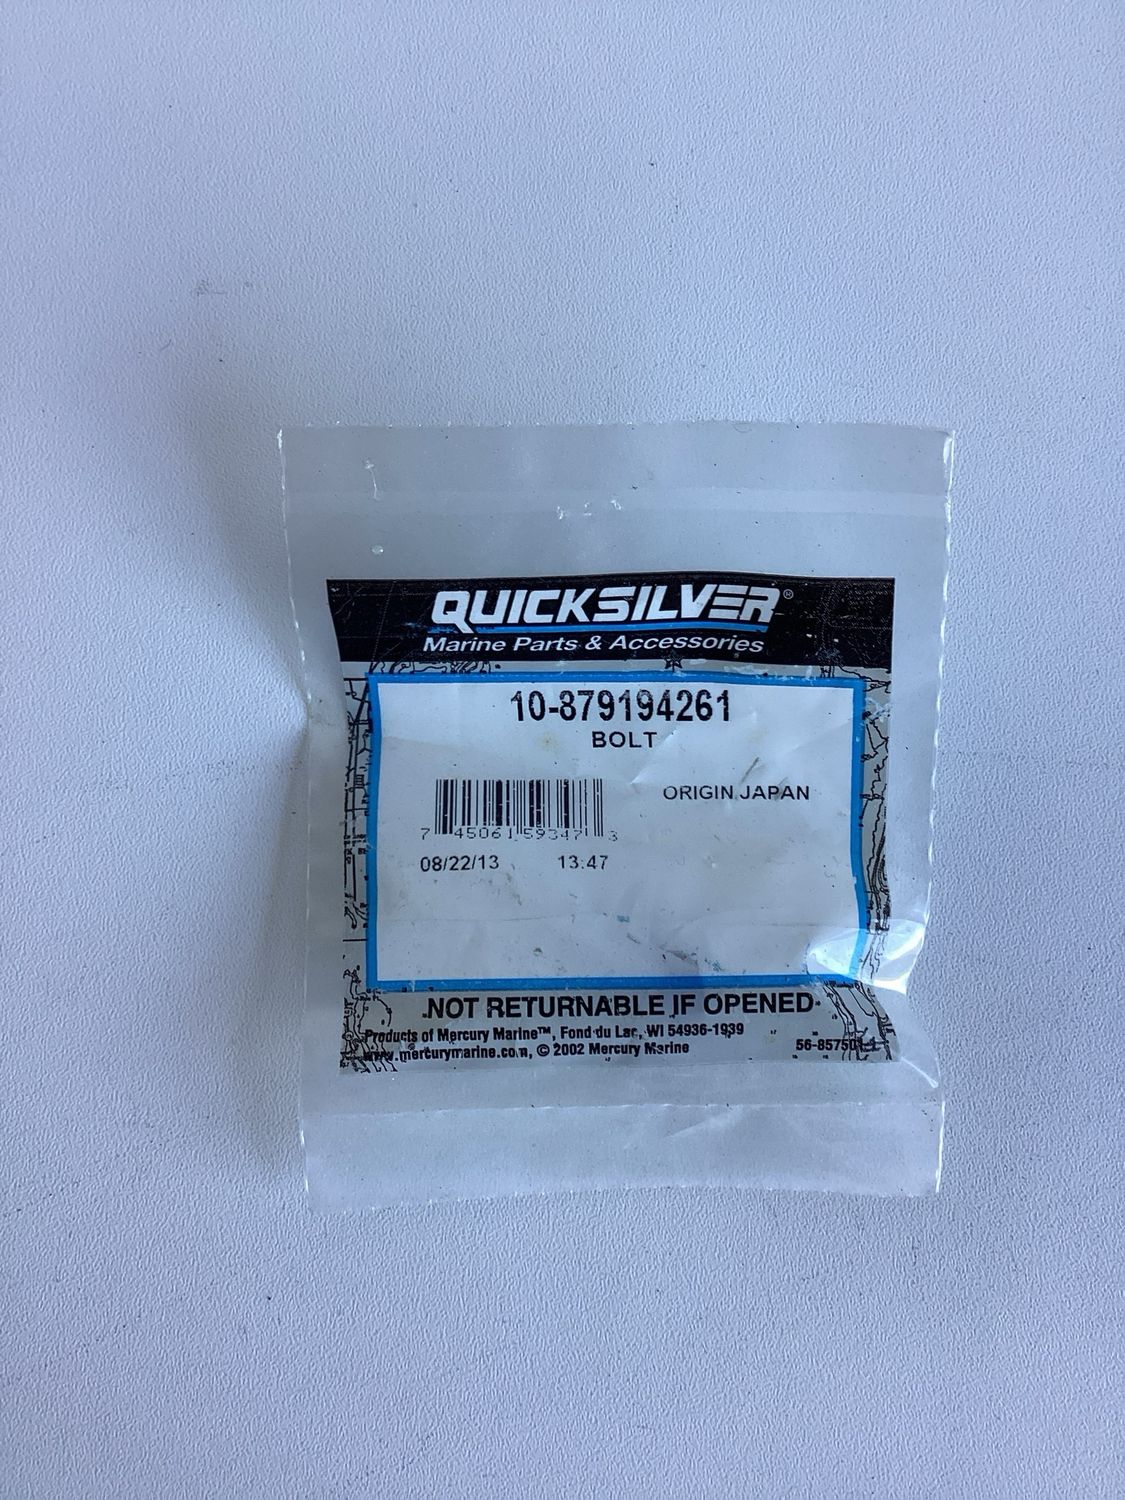 QUICKSILVER®
Marine Parts & Accessories
10-879194261
BOLT
ORIGIN JAPAN
7 45061 59347 3
08/22/13 13:47
NOT RETURNABLE IF OPENED
Products of Mercury Marine™, Fond du Lac, WI 54936-1939
www.mercurymarine.com, © 2002 Mercury Marine